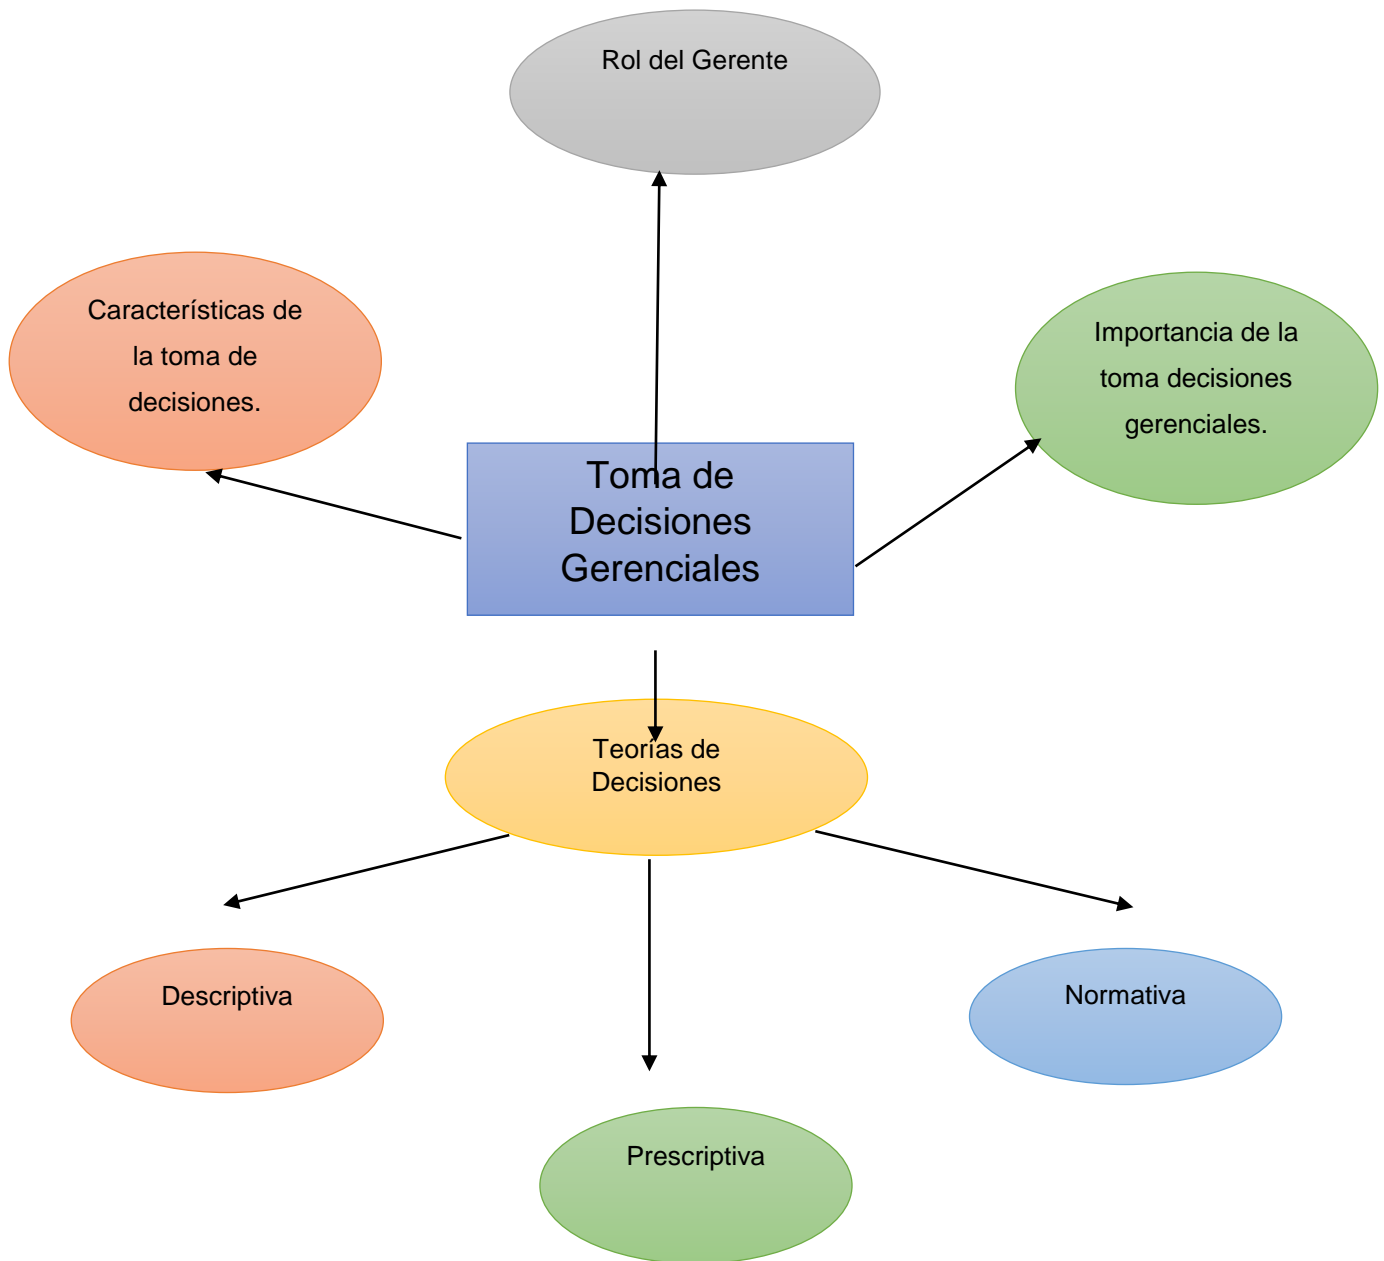 Rol del Gerente
Características de
la toma de
decisiones.
Importancia de la
toma decisiones
gerenciales.
Toma de
Decisiones
Gerenciales
Teorías de
Decisiones
Descriptiva
Normativa
Prescriptiva